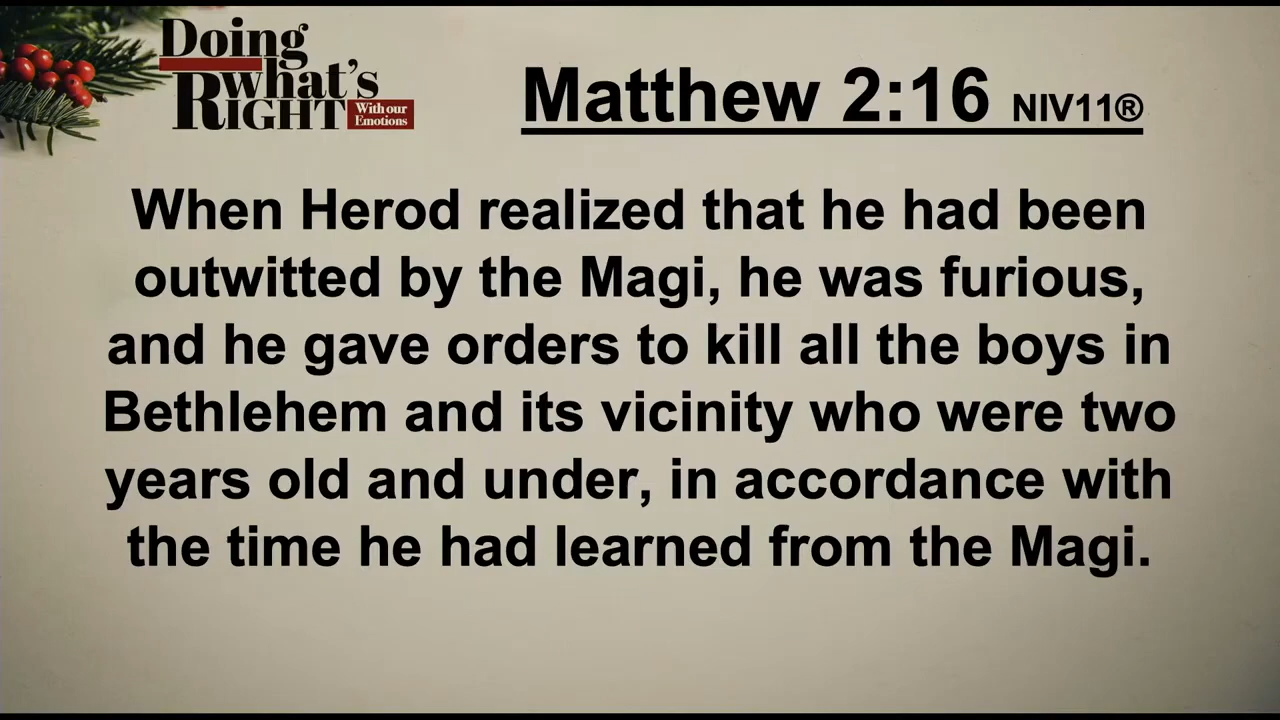 Doing
what's
RIGHT
With our
Emotions
Matthew 2:16 NIV11®
When Herod realized that he had been
outwitted by the Magi, he was furious,
and he gave orders to kill all the boys in
Bethlehem and its vicinity who were two
years old and under, in accordance with
the time he had learned from the Magi.